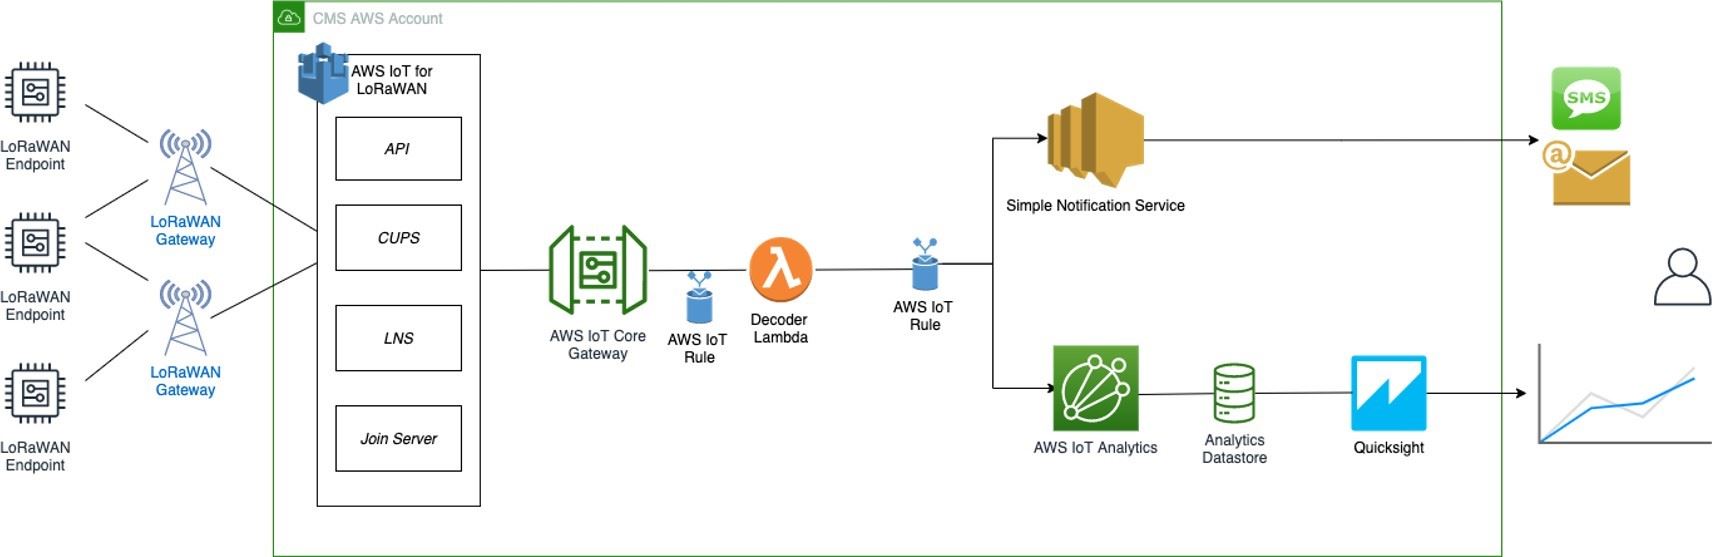 CMS AWS Account
AWS IoT for
LoRaWAN
API
CUPS
LNS
Join Server
LoRaWAN
Endpoint
LoRaWAN
Endpoint
LoRaWAN
Endpoint
LoRaWAN
Gateway
LoRaWAN
Gateway
AWS IoT Core
Gateway
AWS IoT
Rule
Decoder
Lambda
AWS IoT
Rule
Simple Notification Service
SMS
@
AWS IoT Analytics
Analytics
Datastore
Quicksight